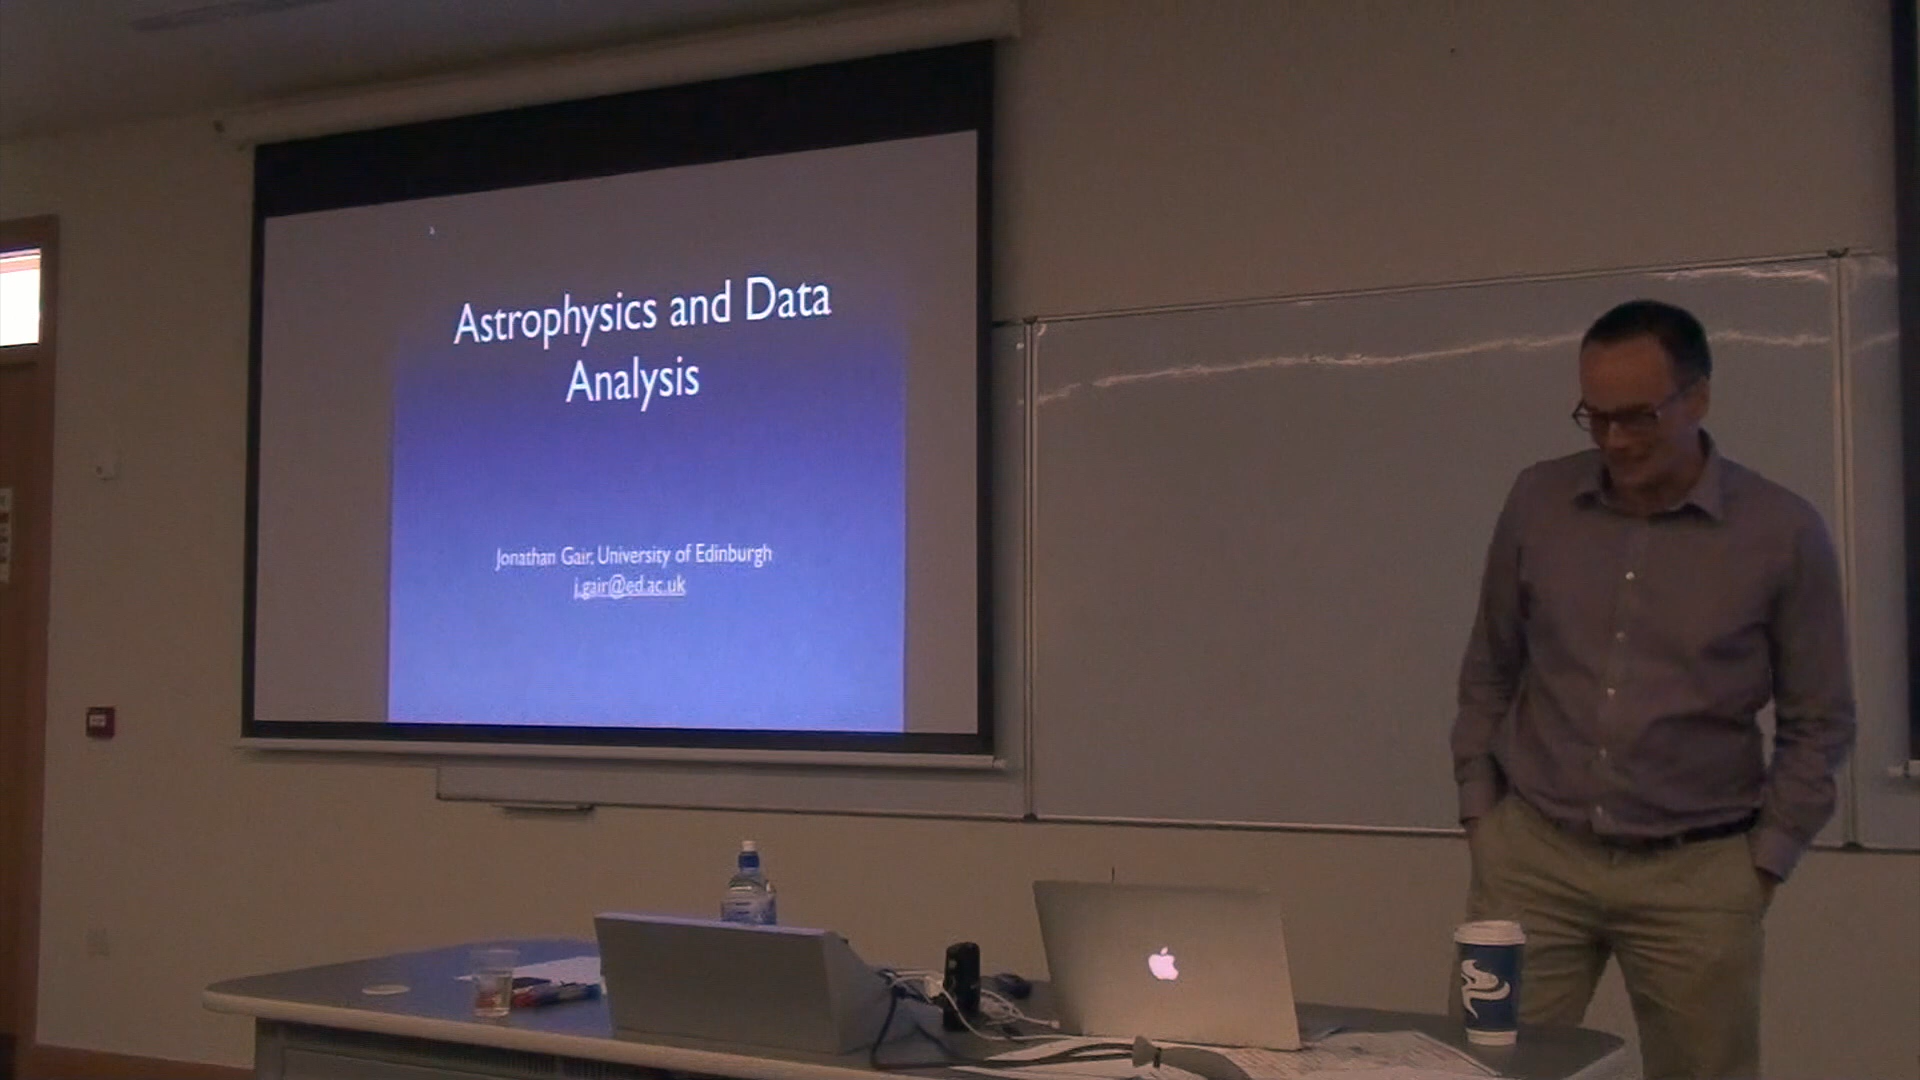 Astrophysics and Data
Analysis
Jonathan Gair, University of Edinburgh
j.gair@ed.ac.uk